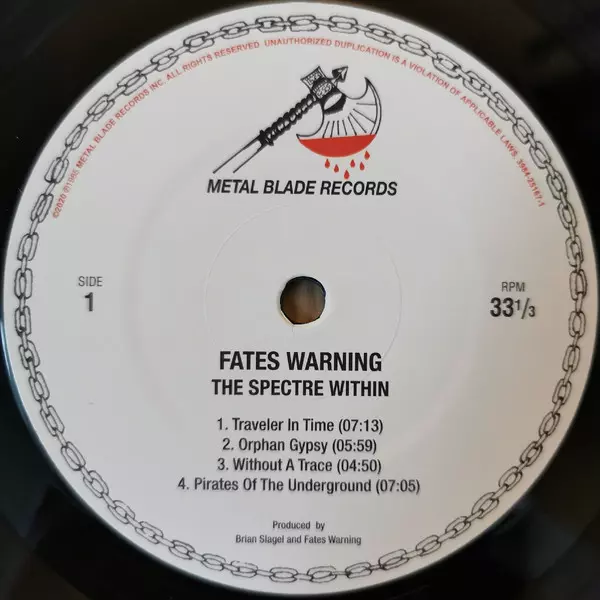 ©2020 ℗1985 METAL BLADE RECORDS INC. ALL RIGHTS RESERVED. UNAUTHORIZED DUPLICATION IS A VIOLATION OF APPLICABLE LAWS. 3984-25167-1
METAL BLADE RECORDS
SIDE
1
RPM
33 1/3
FATES WARNING
THE SPECTRE WITHIN
1. Traveler In Time (07:13)
2. Orphan Gypsy (05:59)
3. Without A Trace (04:50)
4. Pirates Of The Underground (07:05)
Produced by
Brian Slagel and Fates Warning